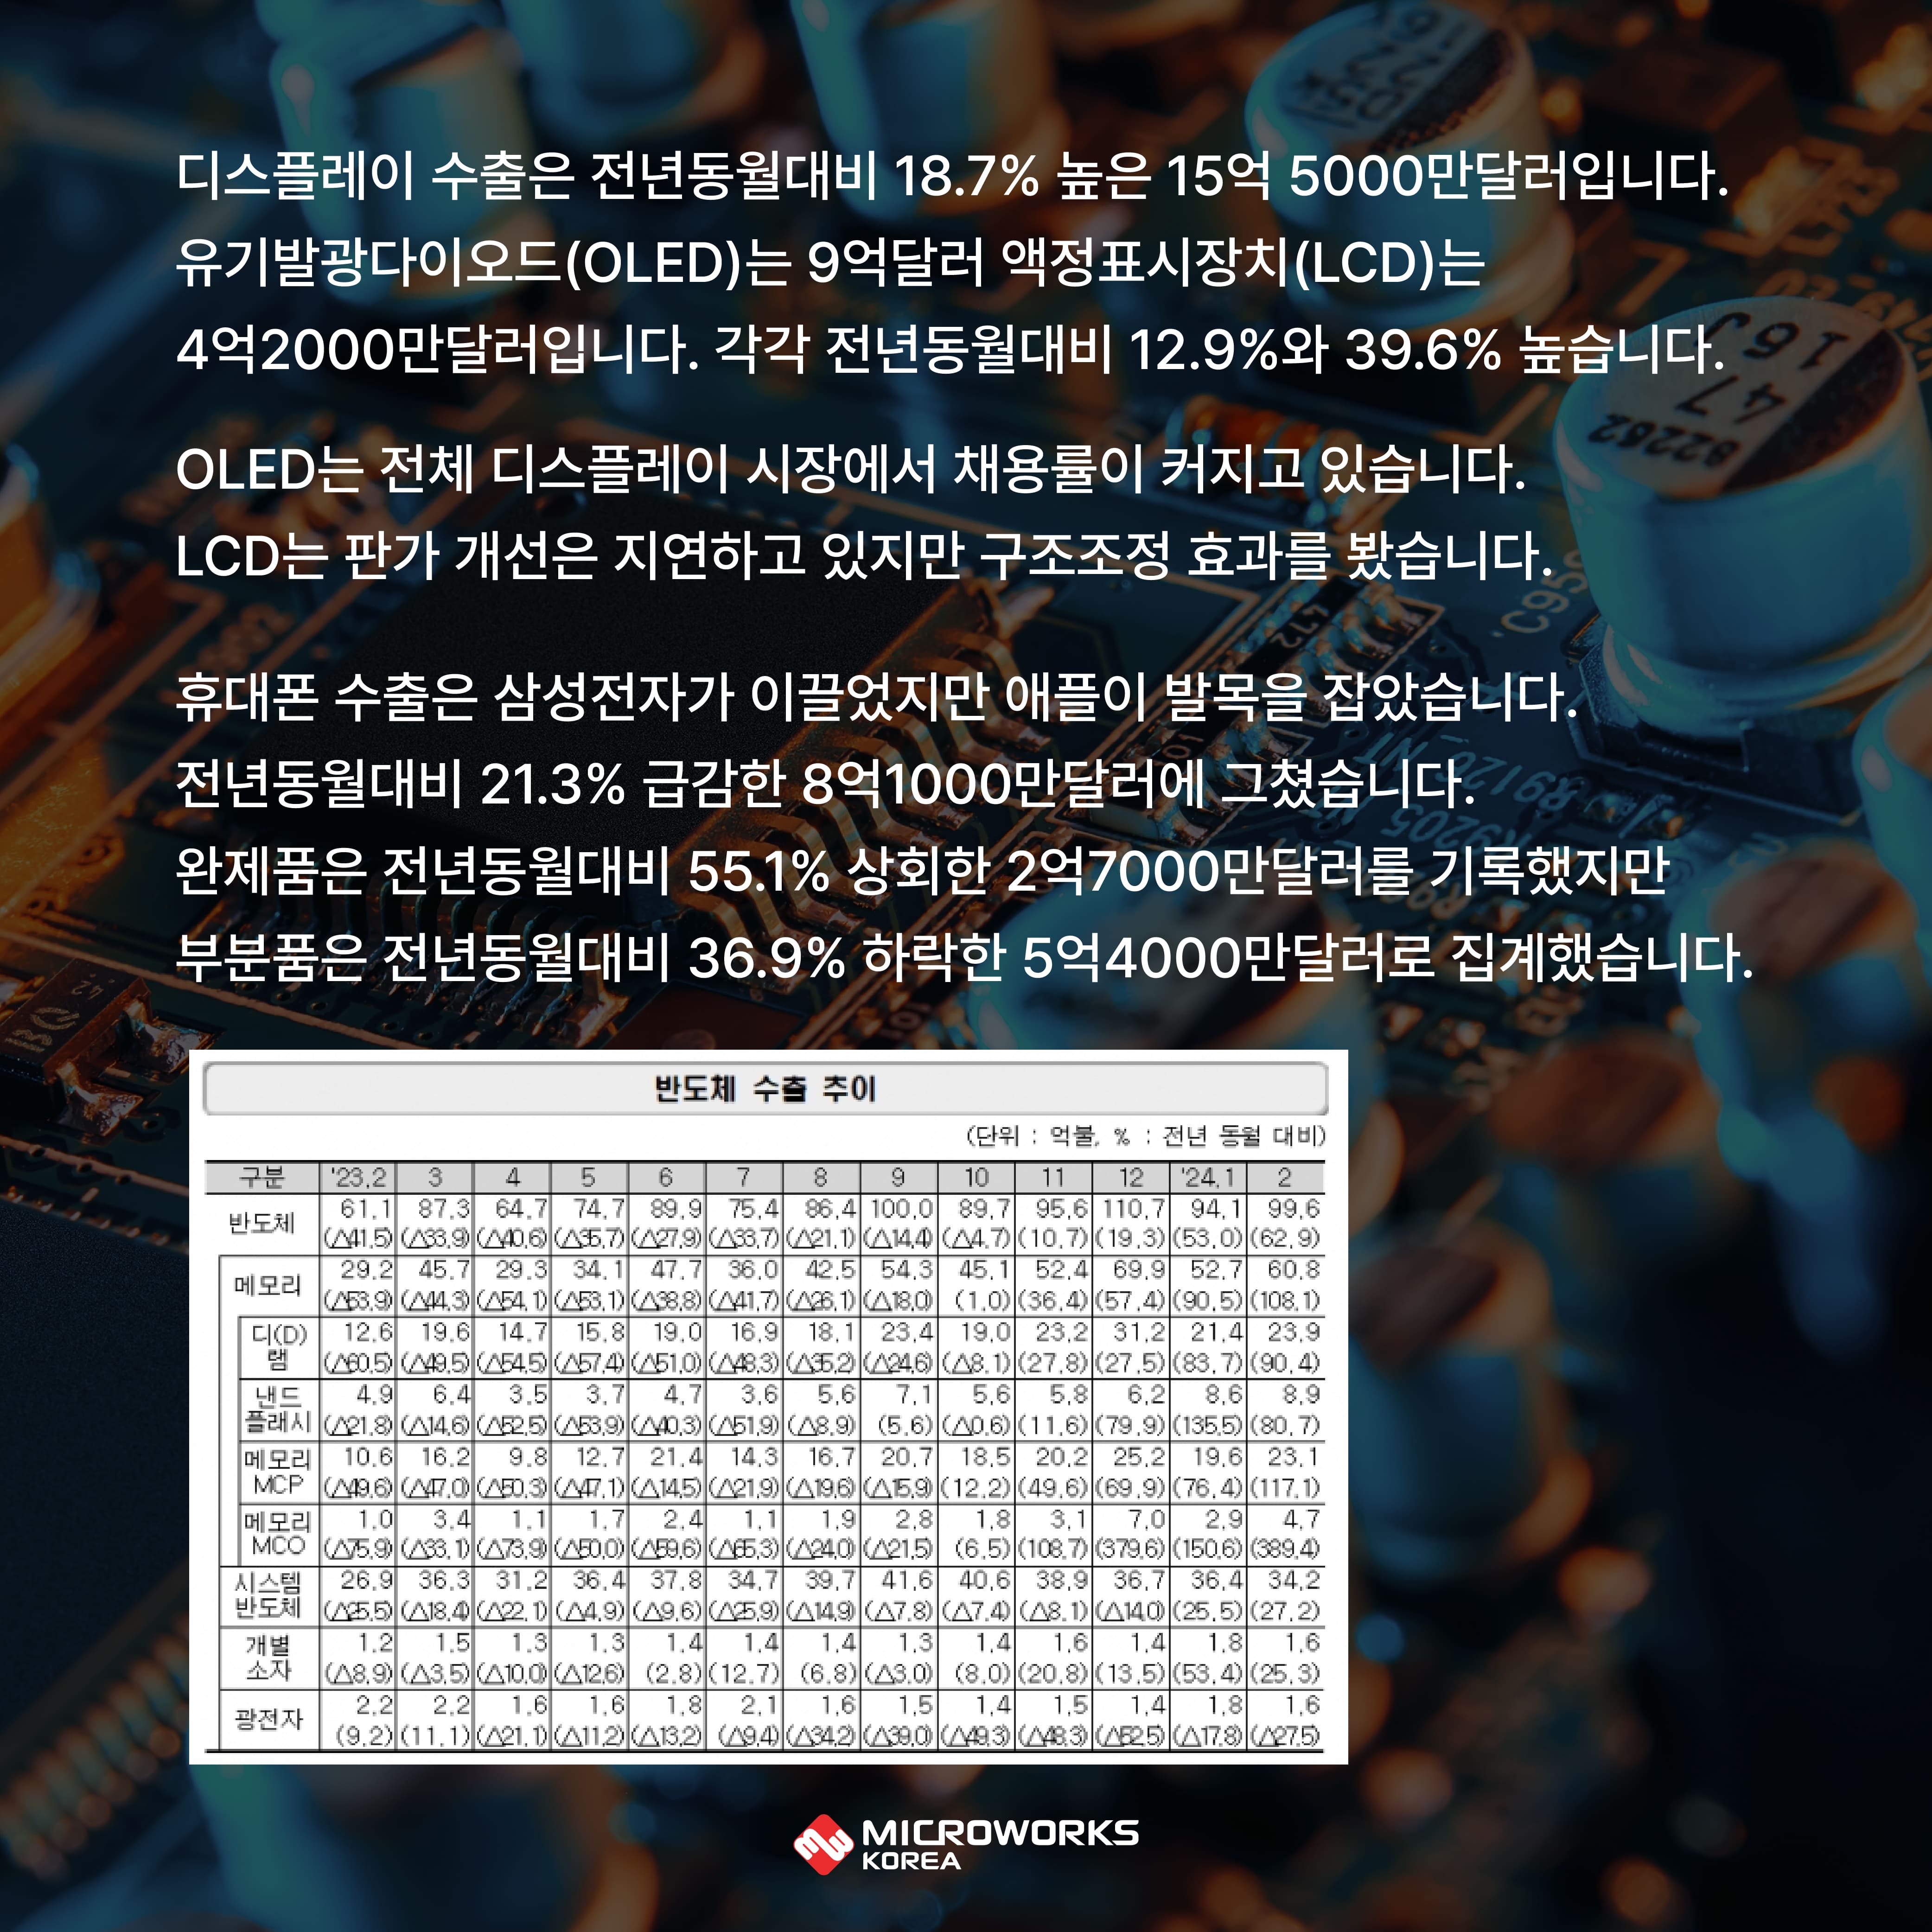 디스플레이 수출은 전년동월대비 18.7% 높은 15억 5000만달러입니다.
유기발광다이오드(OLED)는 9억달러 액정표시장치(LCD)는
4억2000만달러입니다. 각각 전년동월대비 12.9%와 39.6% 높습니다.
OLED는 전체 디스플레이 시장에서 채용률이 커지고 있습니다.
LCD는 판가 개선은 지연하고 있지만 구조조정 효과를 봤습니다.
휴대폰 수출은 삼성전자가 이끌었지만 애플이 발목을 잡았습니다.
전년동월대비 21.3% 급감한 8억1000만달러에 그쳤습니다.
완제품은 전년동월대비 55.1% 상회한 2억7000만달러를 기록했지만
부분품은 전년동월대비 36.9% 하락한 5억4000만달러로 집계했습니다.
반도체 수출 추이
(단위 : 억불, % : 전년 동월 대비)
구분 '23.2 3 4 5 6 7 8 9 10 11 12 '24.1 2
반도체 61.1 87.3 64.7 74.7 89.9 75.4 86.4 100.0 89.7 95.6 110.7 94.1 99.6
(△41.5) (△33.9) (△40.6) (△35.7) (△27.9) (△33.7) (△21.1) (△14.4) (△4.7) (10.7) (19.3) (53.0) (62.9)
메모리 29.2 45.7 29.3 34.1 47.7 36.0 42.5 54.3 45.1 52.4 69.9 52.7 60.8
(△53.9) (△44.3) (△54.1) (△53.1) (△38.8) (△41.7) (△26.1) (△18.0) (1.0) (36.4) (57.4) (90.5) (108.1)
디(D) 12.6 19.6 14.7 15.8 19.0 16.9 18.1 23.4 19.0 23.2 31.2 21.4 23.9
램 (△60.5) (△49.5) (△54.5) (△57.4) (△51.0) (△48.3) (△35.2) (△24.6) (△8.1) (27.8) (27.5) (83.7) (90.4)
낸드 4.9 6.4 3.5 3.7 4.7 3.6 5.6 7.1 5.6 5.8 6.2 8.6 8.9
플래시 (△21.8) (△14.6) (△52.5) (△53.9) (△40.3) (△51.9) (△8.9) (5.6) (△0.6) (11.6) (79.9) (135.5) (80.7)
메모리 10.6 16.2 9.8 12.7 21.4 14.3 16.7 20.7 18.5 20.2 25.2 19.6 23.1
MCP (△49.6) (△47.0) (△50.3) (△47.1) (△14.5) (△21.9) (△19.6) (△15.9) (12.2) (49.6) (69.9) (76.4) (117.1)
메모리 1.0 3.4 1.1 1.7 2.4 1.1 1.9 2.8 1.8 3.1 7.0 2.9 4.7
MCO (△75.9) (△33.1) (△73.9) (△50.0) (△59.6) (△65.3) (△24.0) (△21.5) (6.5) (108.7) (379.6) (150.6) (389.4)
시스템 26.9 36.3 31.2 36.4 37.8 34.7 39.7 41.6 40.6 38.9 36.7 36.4 34.2
반도체 (△25.5) (△18.4) (△22.1) (△4.9) (△9.6) (△25.9) (△14.9) (△7.8) (△7.4) (△8.1) (△14.0) (25.5) (27.2)
개별 1.2 1.5 1.3 1.3 1.4 1.4 1.4 1.3 1.4 1.6 1.4 1.8 1.6
소자 (△8.9) (△3.5) (△10.0) (△12.6) (2.8) (12.7) (6.8) (△3.0) (8.0) (20.8) (13.5) (53.4) (25.3)
광전자 2.2 2.2 1.6 1.6 1.8 2.1 1.6 1.5 1.4 1.5 1.4 1.8 1.6
(9.2) (11.1) (△21.1) (△11.2) (△13.2) (△9.4) (△34.2) (△39.0) (△49.3) (△48.3) (△52.5) (△17.8) (△27.5)
MICROWORKS
KOREA
16J
47
82262
C950
472